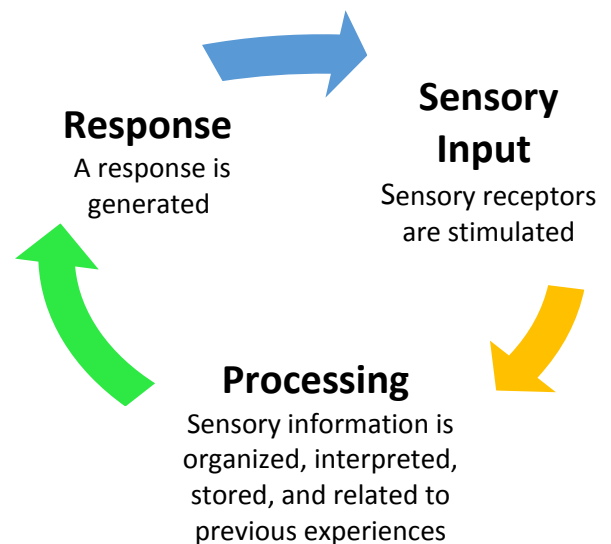 Response
A response is
generated
Sensory
Input
Sensory receptors
are stimulated
Processing
Sensory information is
organized, interpreted,
stored, and related to
previous experiences